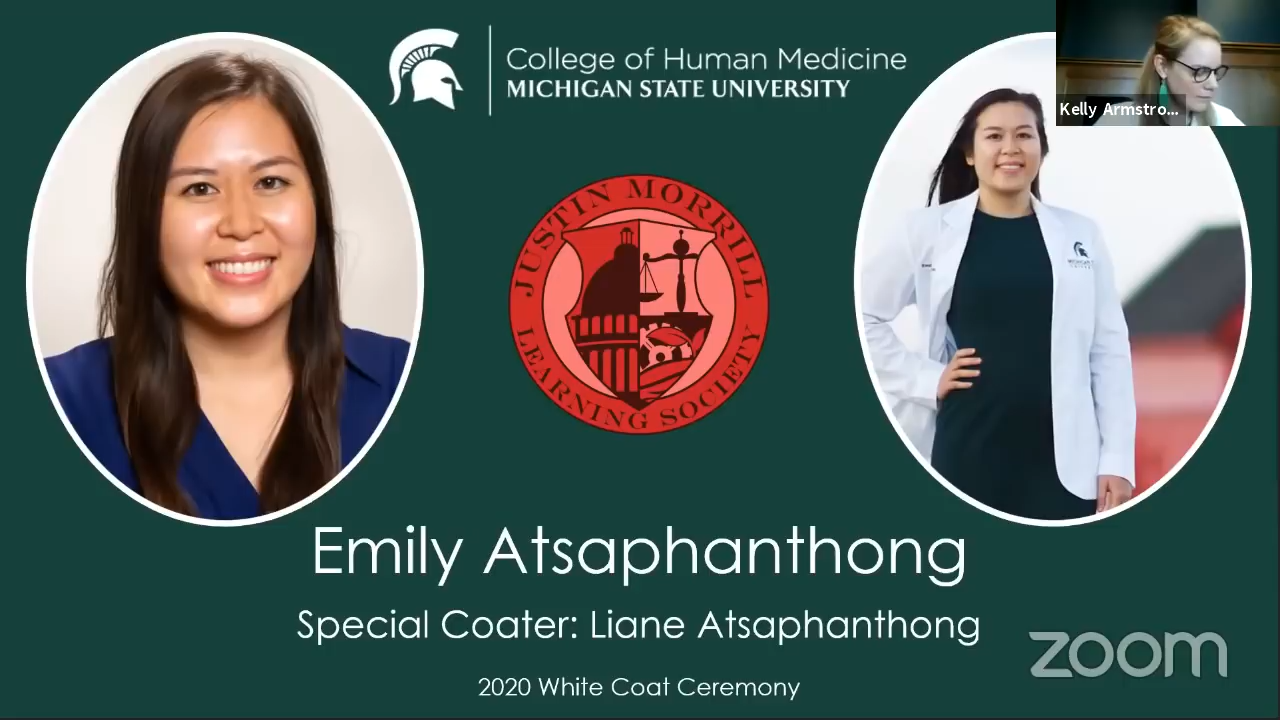 College of Human Medicine
MICHIGAN STATE UNIVERSITY
Kelly Armstro...
JUSTIN MORRILL
LEARNING SOCIETY
Emily Atsaphanthong
Special Coater: Liane Atsaphanthong
2020 White Coat Ceremony
zoom